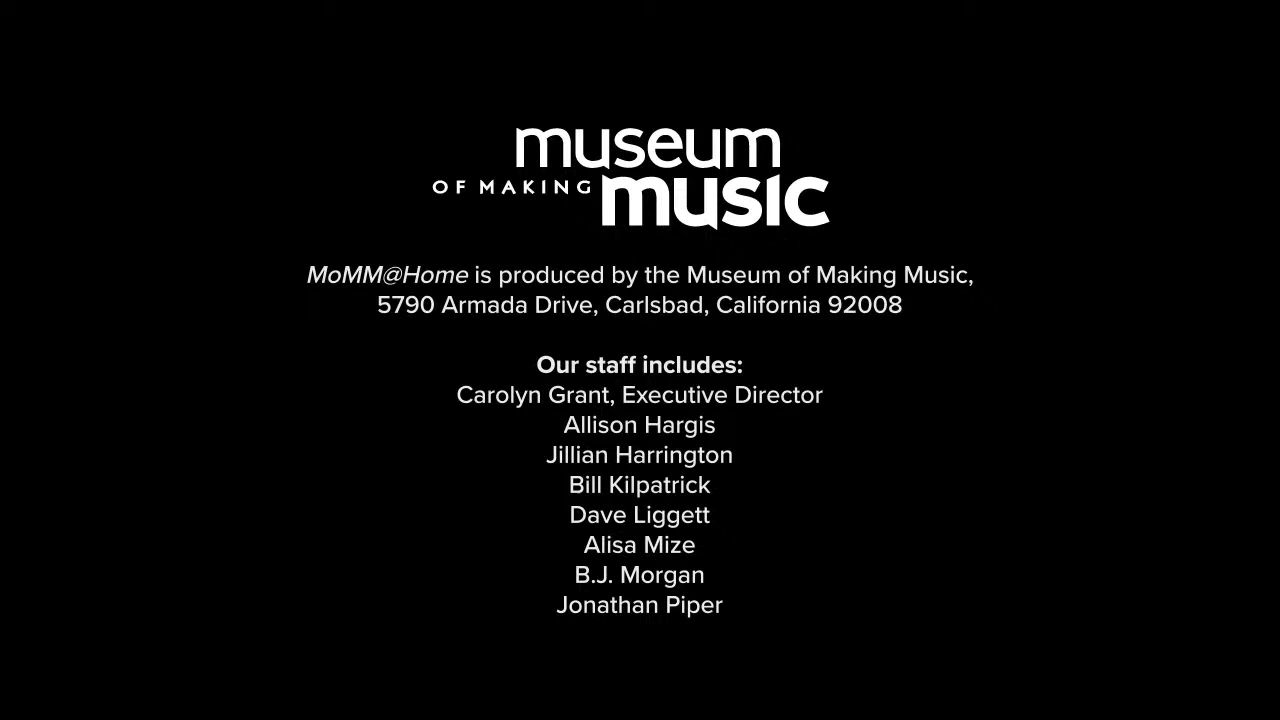 museum
OF MAKING music
MoMM@Home is produced by the Museum of Making Music,
5790 Armada Drive, Carlsbad, California 92008
Our staff includes:
Carolyn Grant, Executive Director
Allison Hargis
Jillian Harrington
Bill Kilpatrick
Dave Liggett
Alisa Mize
B.J. Morgan
Jonathan Piper